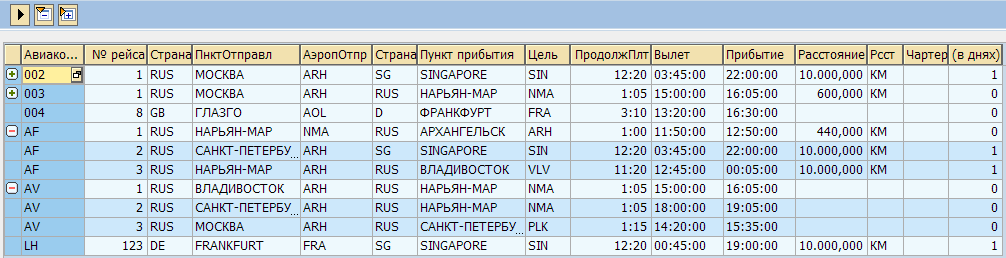 Авиако... № рейса Страна ПнктОтправл АэропОтпр Страна Пункт прибытия Цель ПродолжПлт Вылет Прибытие Расстояние Рсст Чартер (в днях)
002 1 RUS МОСКВА ARH SG SINGAPORE SIN 12:20 03:45:00 22:00:00 10.000,000 KM 1
003 1 RUS МОСКВА ARH RUS НАРЬЯН-МАР NMA 1:05 15:00:00 16:05:00 600,000 KM 0
004 8 GB ГЛАЗГО AOL D ФРАНКФУРТ FRA 3:10 13:20:00 16:30:00 0
AF 1 RUS НАРЬЯН-МАР NMA RUS АРХАНГЕЛЬСК ARH 1:00 11:50:00 12:50:00 440,000 KM 0
AF 2 RUS САНКТ-ПЕТЕРБУ... ARH SG SINGAPORE SIN 12:20 03:45:00 22:00:00 10.000,000 KM 1
AF 3 RUS НАРЬЯН-МАР ARH RUS ВЛАДИВОСТОК VLV 11:20 12:45:00 00:05:00 10.000,000 KM 1
AV 1 RUS ВЛАДИВОСТОК ARH RUS НАРЬЯН-МАР NMA 1:05 15:00:00 16:05:00 0
AV 2 RUS САНКТ-ПЕТЕРБУ... ARH RUS НАРЬЯН-МАР NMA 1:05 18:00:00 19:05:00 0
AV 3 RUS МОСКВА ARH RUS САНКТ-ПЕТЕРБУ... PLK 1:15 14:20:00 15:35:00 0
LH 123 DE FRANKFURT FRA SG SINGAPORE SIN 12:20 00:45:00 19:00:00 10.000,000 KM 1